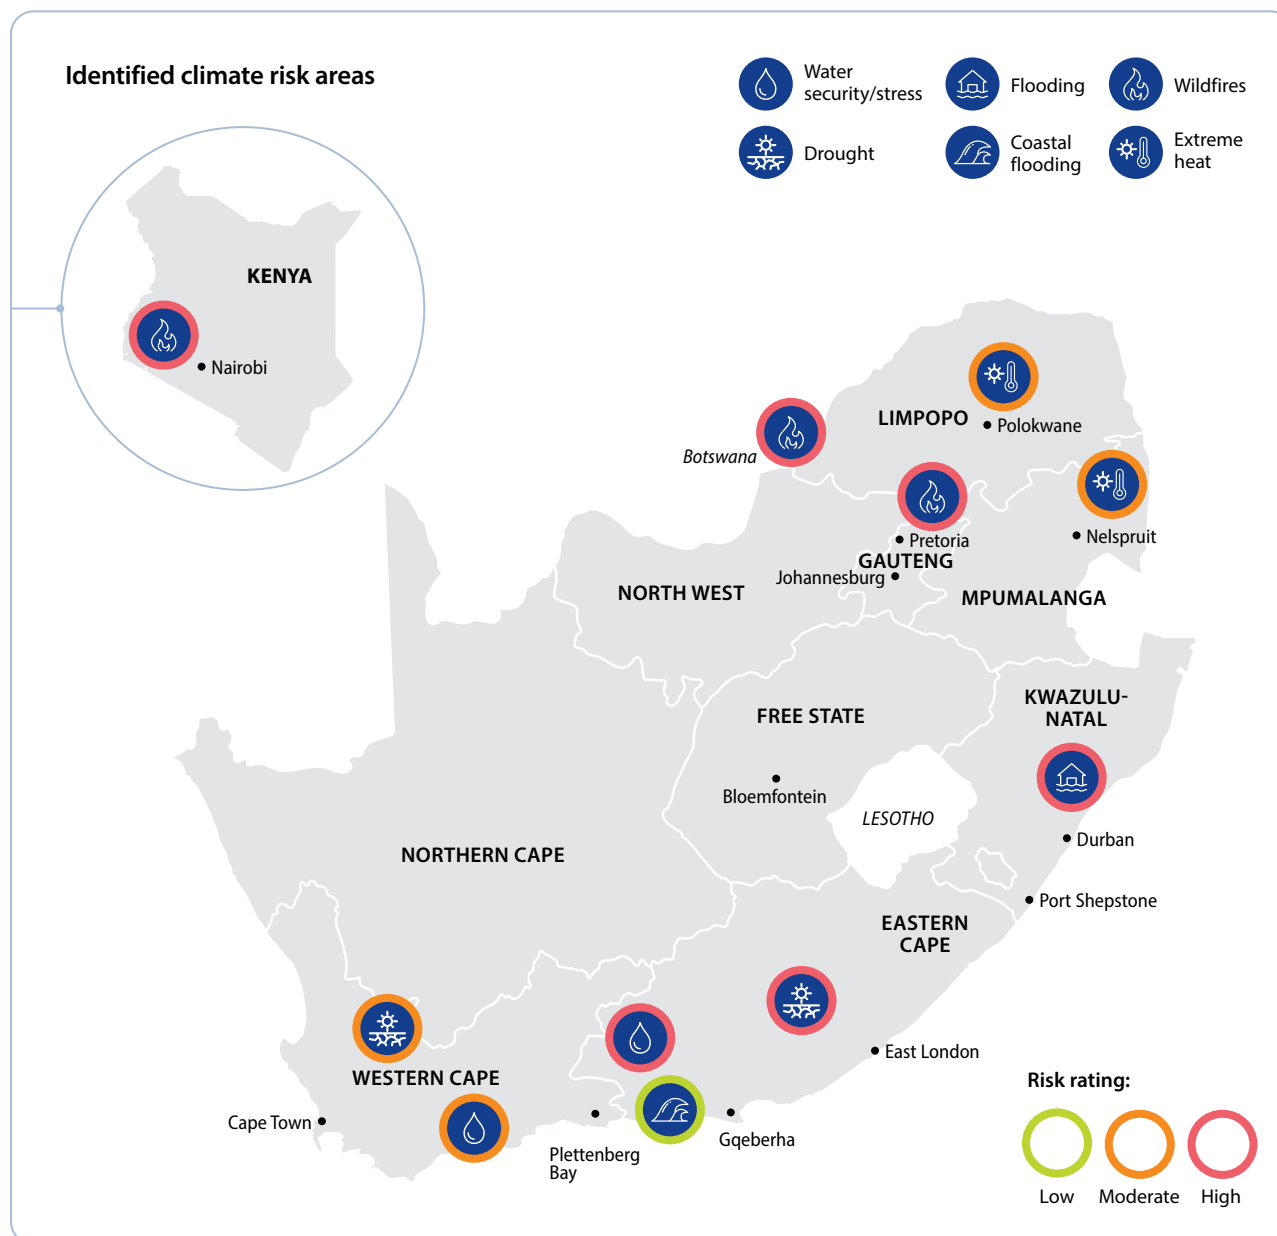 Identified climate risk areas
Water
security/stress
Flooding
Wildfires
Drought
Coastal
flooding
Extreme
heat
KENYA
Nairobi
LIMPOPO
Polokwane
Botswana
Pretoria
GAUTENG
Johannesburg
Nelspruit
NORTH WEST
MPUMALANGA
KWAZULU-
NATAL
FREE STATE
Bloemfontein
LESOTHO
Durban
NORTHERN CAPE
Port Shepstone
EASTERN
CAPE
East London
WESTERN CAPE
Cape Town
Plettenberg
Bay
Gqeberha
Risk rating:
Low
Moderate
High